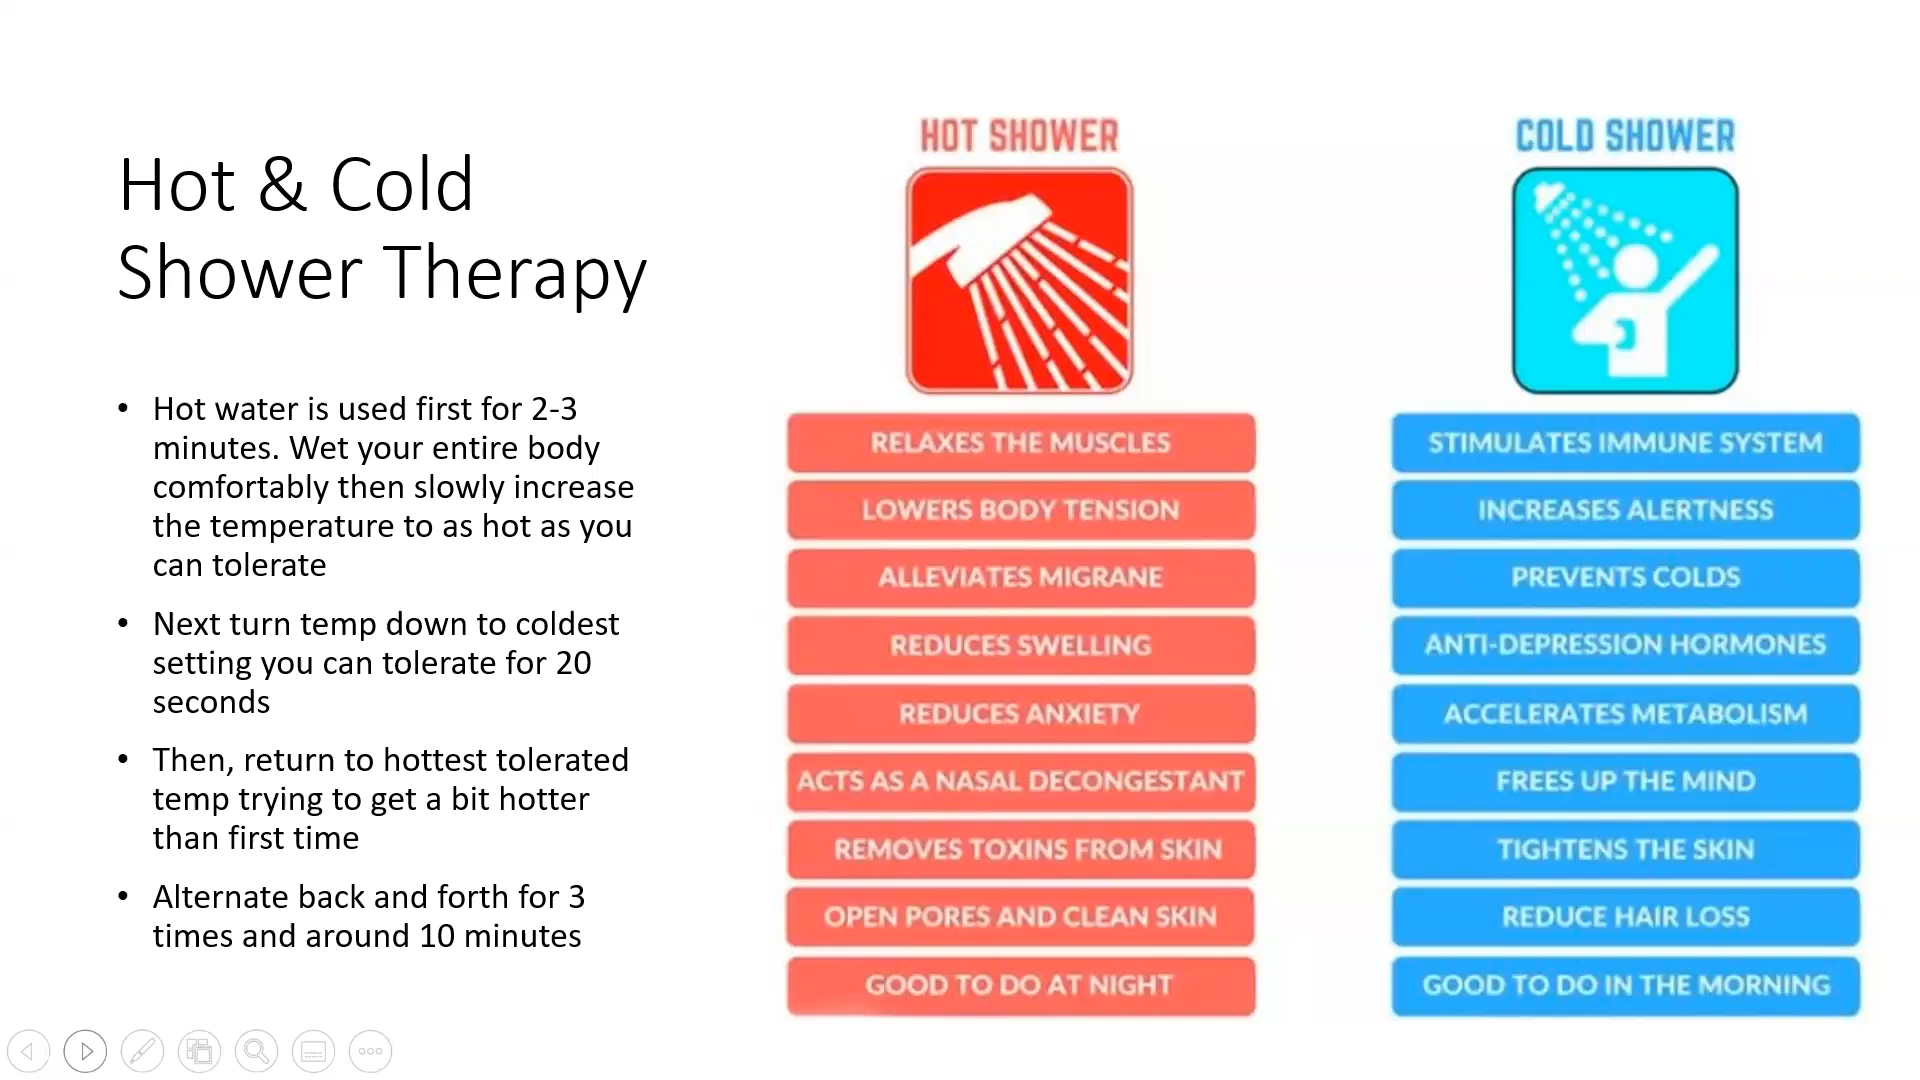 Hot & Cold
Shower Therapy
• Hot water is used first for 2-3
minutes. Wet your entire body
comfortably then slowly increase
the temperature to as hot as you
can tolerate
• Next turn temp down to coldest
setting you can tolerate for 20
seconds
• Then, return to hottest tolerated
temp trying to get a bit hotter
than first time
• Alternate back and forth for 3
times and around 10 minutes
HOT SHOWER
RELAXES THE MUSCLES
LOWERS BODY TENSION
ALLEVIATES MIGRANE
REDUCES SWELLING
REDUCES ANXIETY
ACTS AS A NASAL DECONGESTANT
REMOVES TOXINS FROM SKIN
OPEN PORES AND CLEAN SKIN
GOOD TO DO AT NIGHT
COLD SHOWER
STIMULATES IMMUNE SYSTEM
INCREASES ALERTNESS
PREVENTS COLDS
ANTI-DEPRESSION HORMONES
ACCELERATES METABOLISM
FREES UP THE MIND
TIGHTENS THE SKIN
REDUCE HAIR LOSS
GOOD TO DO IN THE MORNING